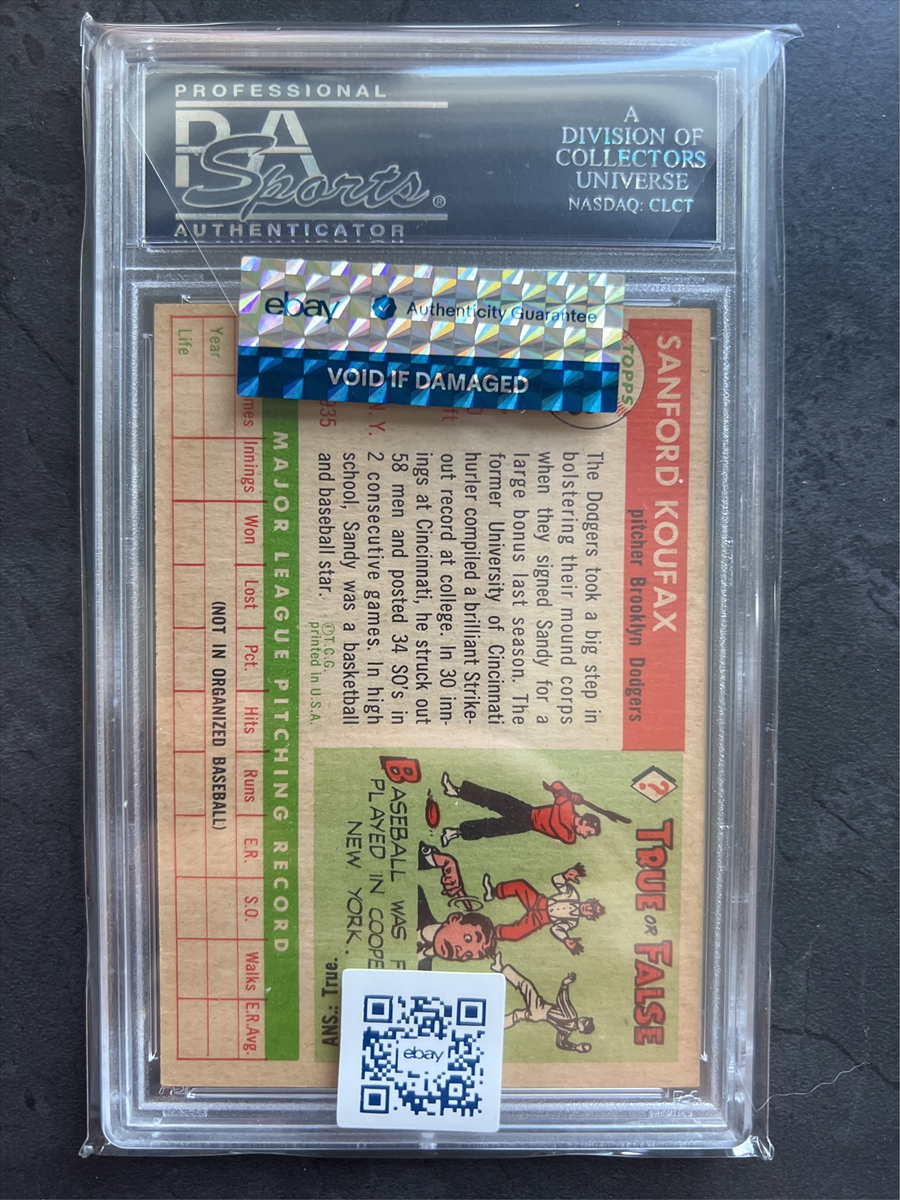 PROFESSIONAL
PSA
Sports®
AUTHENTICATOR
A
DIVISION OF
COLLECTORS
UNIVERSE
NASDAQ: CLCT
ebay Authenticity Guarantee
VOID IF DAMAGED
TOPPS
SANFORD KOUFAX
pitcher Brooklyn Dodgers
The Dodgers took a big step in
bolstering their mound corps
when they signed Sandy for a
large bonus last season. The
former University of Cincinnati
hurler compiled a brilliant Strike-
out record at college. In 30 inn-
ings at Cincinnati, he struck out
58 men and posted 34 SO's in
2 consecutive games. In high
school, Sandy was a basketball
and baseball star.
©T.C.G.
printed in U.S.A.
N. Y.
935
? TRUE OR FALSE
BASEBALL WAS F
PLAYED IN COOPE
NEW YORK.
ANS.: True.
MAJOR LEAGUE PITCHING RECORD
mes Innings Won Lost Pct. Hits Runs E.R. S.O. Walks E.R.Avg.
Year
(NOT IN ORGANIZED BASEBALL)
Life
ebay